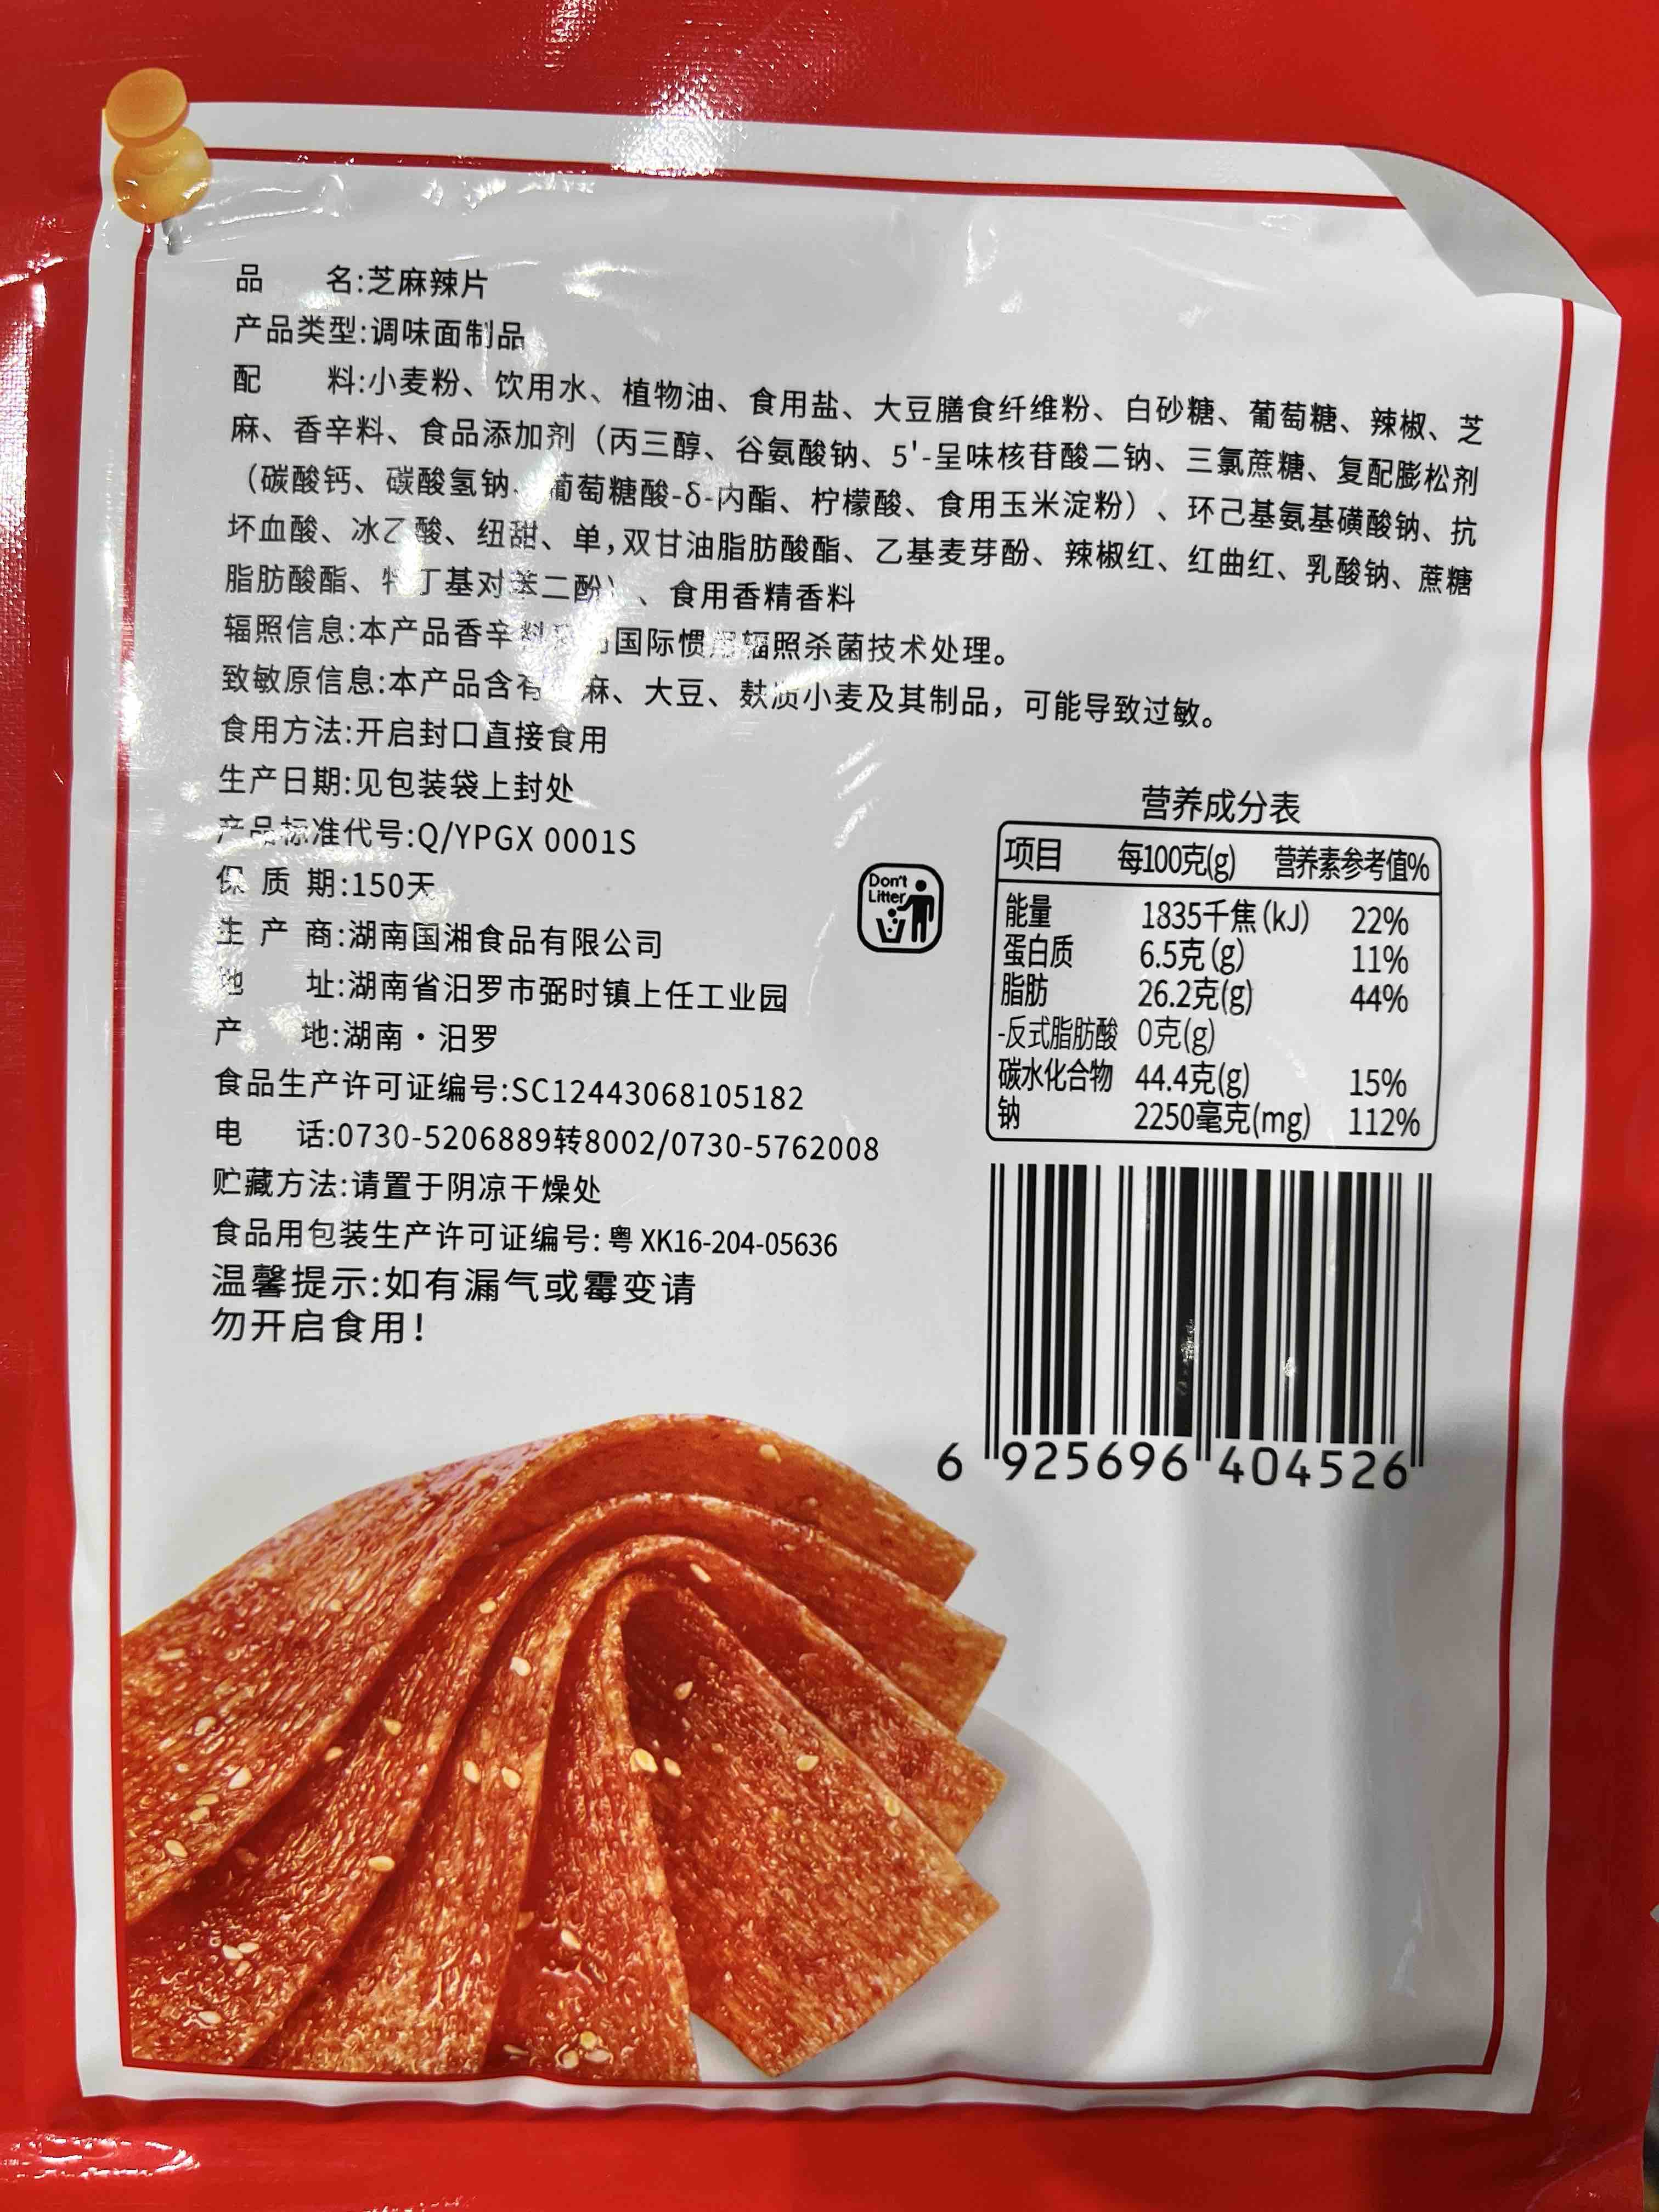 品 名:芝麻辣片
产品类型:调味面制品
配 料:小麦粉、饮用水、植物油、食用盐、大豆膳食纤维粉、白砂糖、葡萄糖、辣椒、芝
麻、香辛料、食品添加剂（丙三醇、谷氨酸钠、5'-呈味核苷酸二钠、三氯蔗糖、复配膨松剂
（碳酸钙、碳酸氢钠、葡萄糖酸-δ-内酯、柠檬酸、食用玉米淀粉）、环己基氨基磺酸钠、抗
坏血酸、冰乙酸、纽甜、单,双甘油脂肪酸酯、乙基麦芽酚、辣椒红、红曲红、乳酸钠、蔗糖
脂肪酸酯、特丁基对苯二酚）、食用香精香料
辐照信息:本产品香辛料 国际惯用辐照杀菌技术处理。
致敏原信息:本产品含有 麻、大豆、麸质小麦及其制品，可能导致过敏。
食用方法:开启封口直接食用
生产日期:见包装袋上封处
产品标准代号:Q/YPGX 0001S
保 质 期:150天
生 产 商:湖南国湘食品有限公司
地 址:湖南省汨罗市弼时镇上任工业园
产 地:湖南·汨罗
食品生产许可证编号:SC12443068105182
电 话:0730-5206889转8002/0730-5762008
贮藏方法:请置于阴凉干燥处
食品用包装生产许可证编号:粤XK16-204-05636
温馨提示:如有漏气或霉变请
勿开启食用!
Don't
Litter
营养成分表
项目 每100克(g) 营养素参考值%
能量 1835千焦(kJ) 22%
蛋白质 6.5克(g) 11%
脂肪 26.2克(g) 44%
-反式脂肪酸 0克(g)
碳水化合物 44.4克(g) 15%
钠 2250毫克(mg) 112%
6 925696 404526